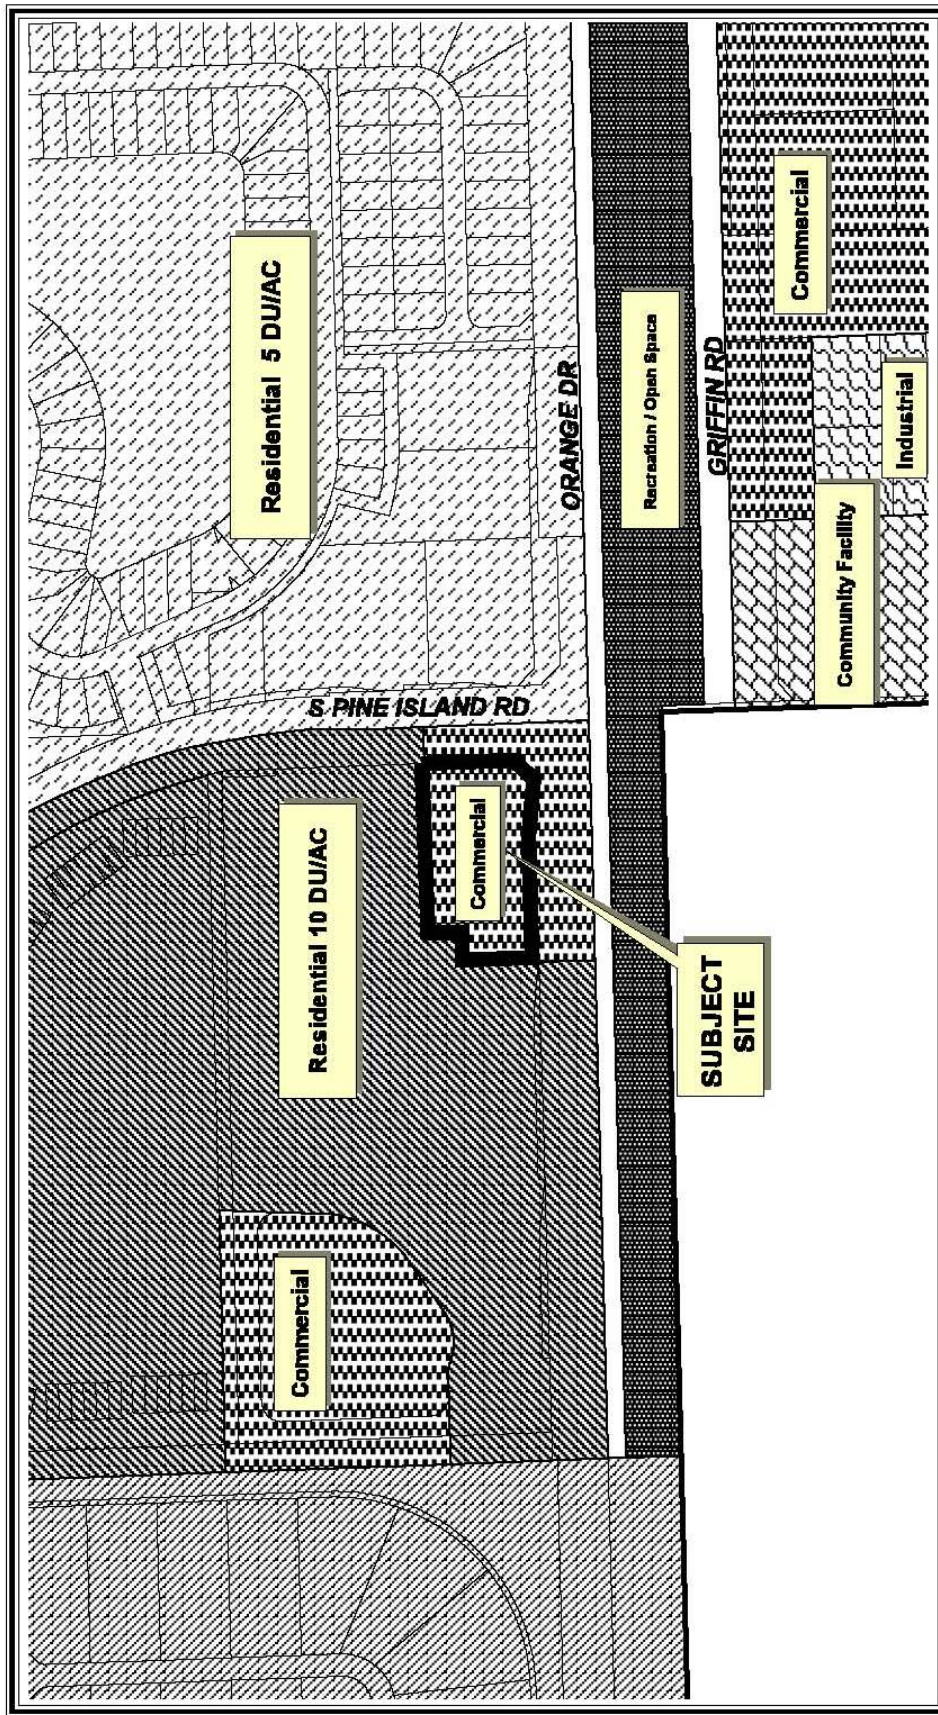 Residential 5 DU/AC
S PINE ISLAND RD
Residential 10 DU/AC
Commercial
Commercial
ORANGE DR
Recreation / Open Space
GRIFFIN RD
Commercial
Industrial
Community Facility
SUBJECT
SITE